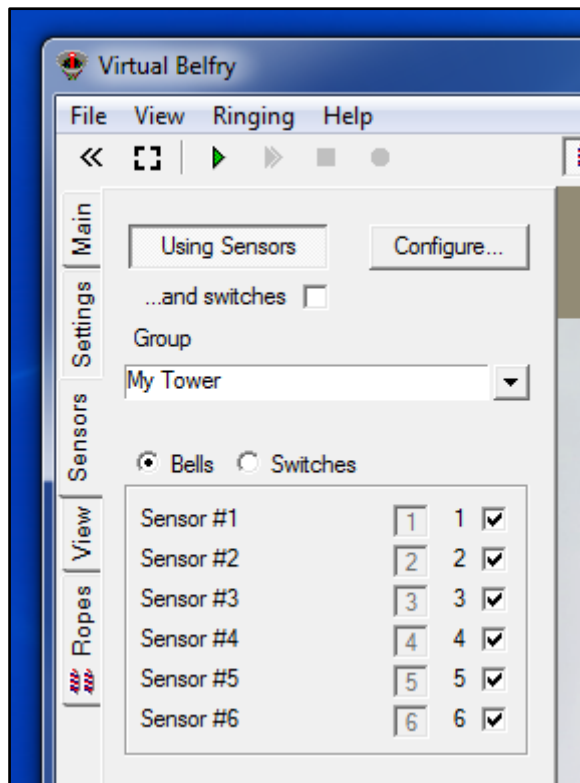 Virtual Belfry
File View Ringing Help
Main
Settings
Sensors
View
Ropes
Using Sensors Configure...
...and switches
Group
My Tower
Bells Switches
Sensor #1 1 1
Sensor #2 2 2
Sensor #3 3 3
Sensor #4 4 4
Sensor #5 5 5
Sensor #6 6 6